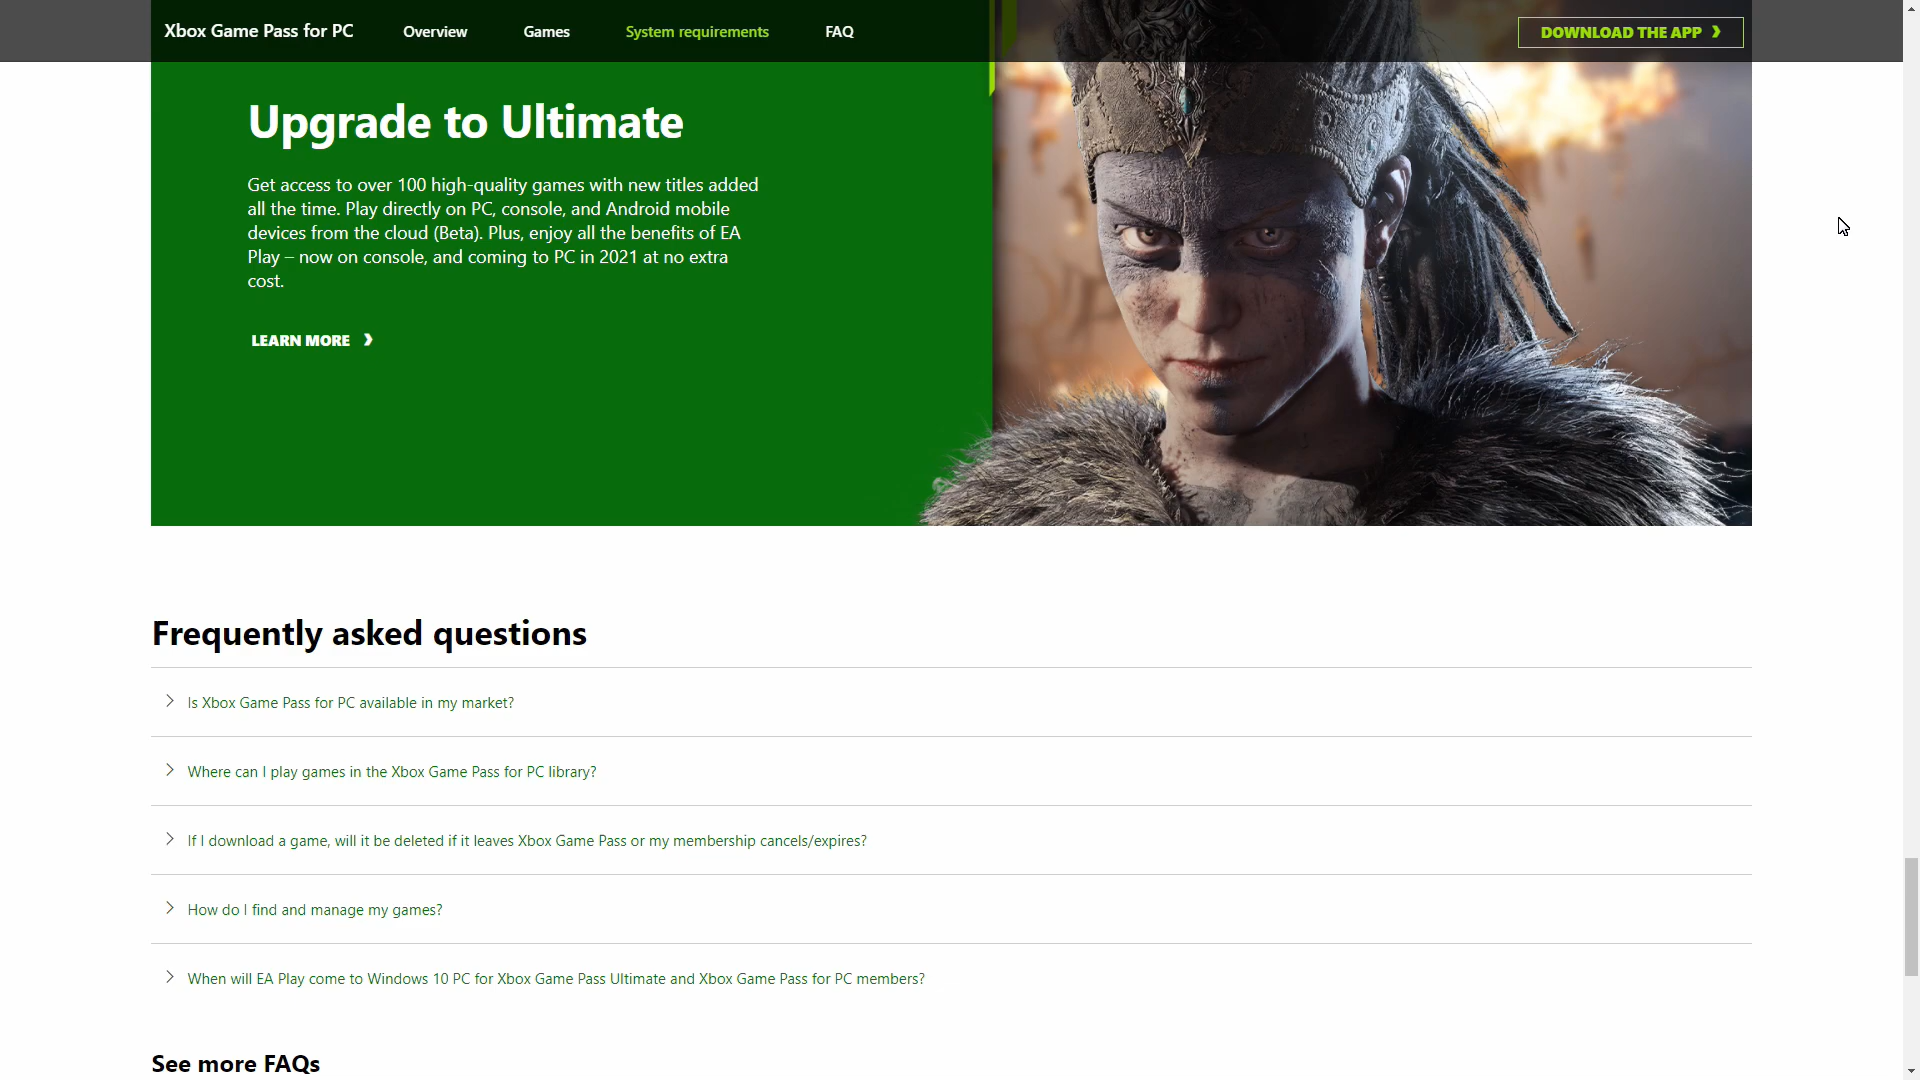 Xbox Game Pass for PC Overview Games System requirements FAQ DOWNLOAD THE APP
Upgrade to Ultimate
Get access to over 100 high-quality games with new titles added
all the time. Play directly on PC, console, and Android mobile
devices from the cloud (Beta). Plus, enjoy all the benefits of EA
Play – now on console, and coming to PC in 2021 at no extra
cost.
LEARN MORE
Frequently asked questions
Is Xbox Game Pass for PC available in my market?
Where can I play games in the Xbox Game Pass for PC library?
If I download a game, will it be deleted if it leaves Xbox Game Pass or my membership cancels/expires?
How do I find and manage my games?
When will EA Play come to Windows 10 PC for Xbox Game Pass Ultimate and Xbox Game Pass for PC members?
See more FAQs